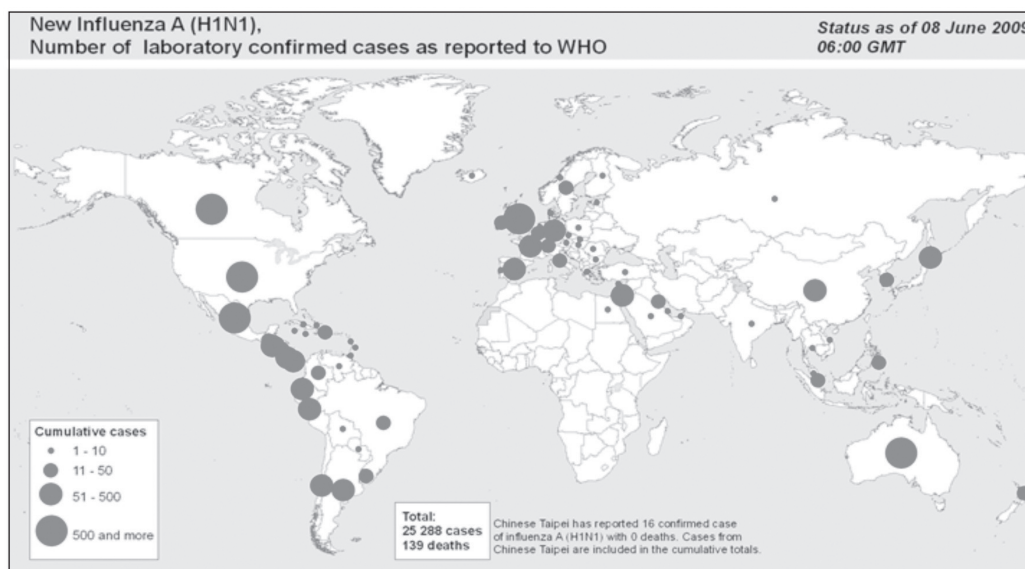 New Influenza A (H1N1),
Number of laboratory confirmed cases as reported to WHO
Status as of 08 June 2009
06:00 GMT
Cumulative cases
1 - 10
11 - 50
51 - 500
500 and more
Total:
25 288 cases
139 deaths
Chinese Taipei has reported 16 confirmed case
of influenza A (H1N1) with 0 deaths. Cases from
Chinese Taipei are included in the cumulative totals.